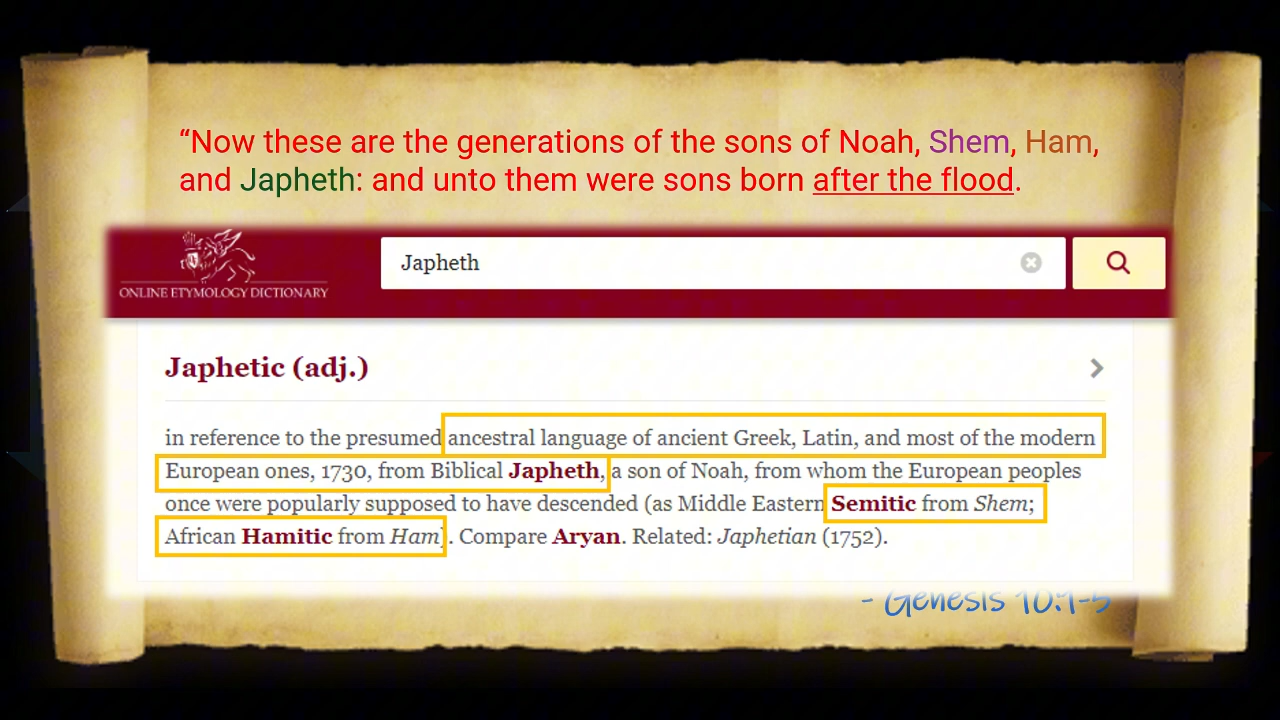 “Now these are the generations of the sons of Noah, Shem, Ham,
and Japheth: and unto them were sons born after the flood.
ONLINE ETYMOLOGY DICTIONARY
Japheth
Japhetic (adj.)
in reference to the presumed ancestral language of ancient Greek, Latin, and most of the modern
European ones, 1730, from Biblical Japheth, a son of Noah, from whom the European peoples
once were popularly supposed to have descended (as Middle Eastern Semitic from Shem;
African Hamitic from Ham). Compare Aryan. Related: Japhetian (1752).
- Genesis 10:1-5